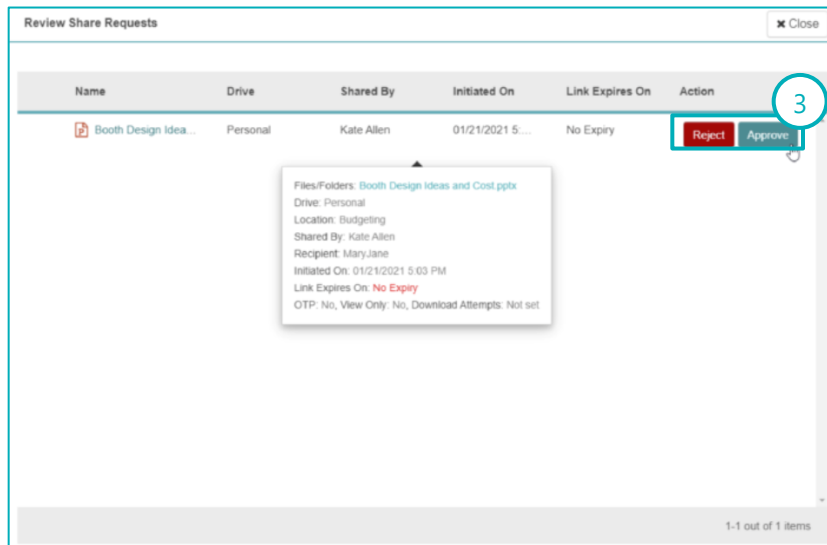 Review Share Requests
✖ Close
Name Drive Shared By Initiated On Link Expires On Action
3
Booth Design Idea... Personal Kate Allen 01/21/2021 5:... No Expiry Reject Approve
Files/Folders: Booth Design Ideas and Cost.pptx
Drive: Personal
Location: Budgeting
Shared By: Kate Allen
Recipient: MaryJane
Initiated On: 01/21/2021 5:03 PM
Link Expires On: No Expiry
OTP: No, View Only: No, Download Attempts: Not set
1-1 out of 1 items